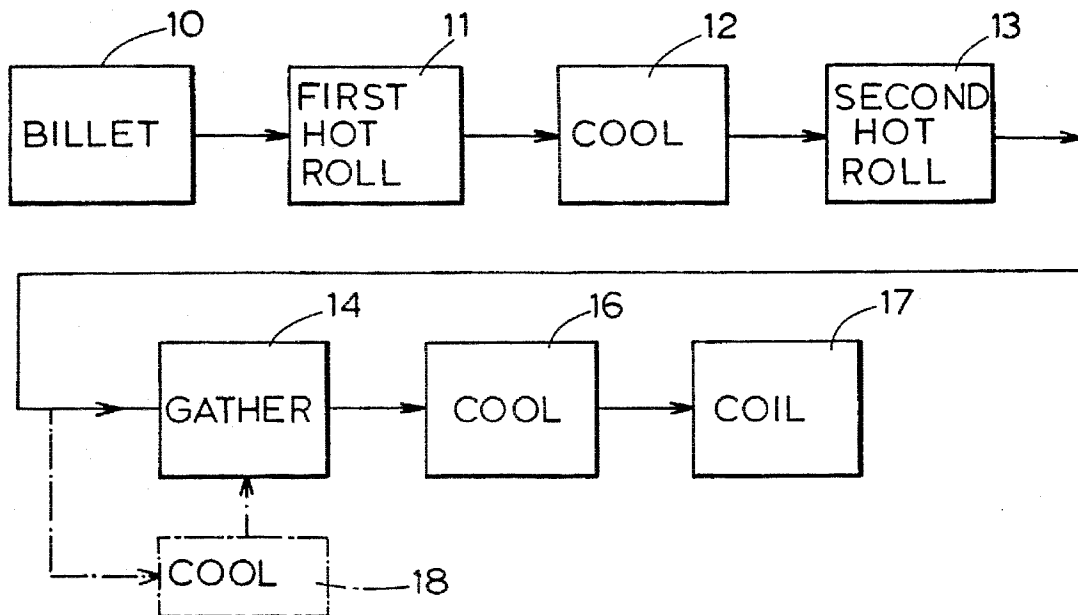 10
11
12
13
BILLET
FIRST
HOT
ROLL
COOL
SECOND
HOT
ROLL
14
16
17
GATHER
COOL
COIL
COOL
18